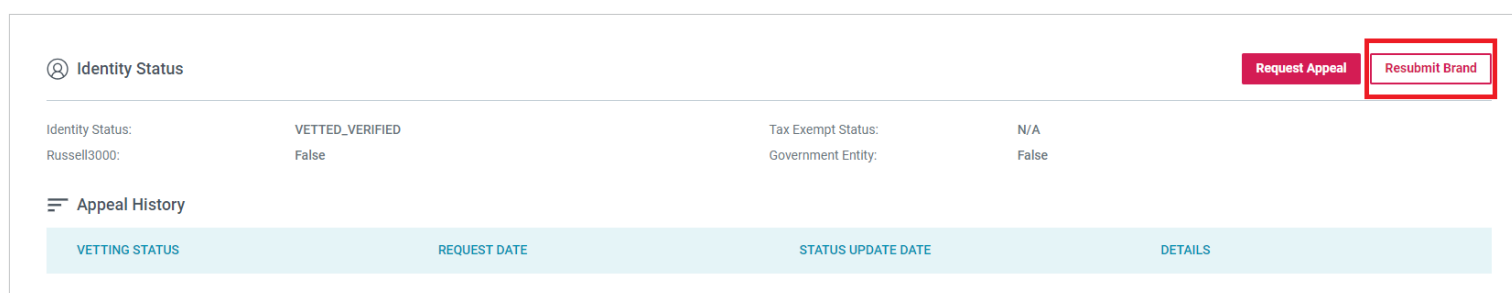 Identity Status
Request Appeal
Resubmit Brand
Identity Status: VETTED_VERIFIED Tax Exempt Status: N/A
Russell3000: False Government Entity: False
Appeal History
VETTING STATUS REQUEST DATE STATUS UPDATE DATE DETAILS